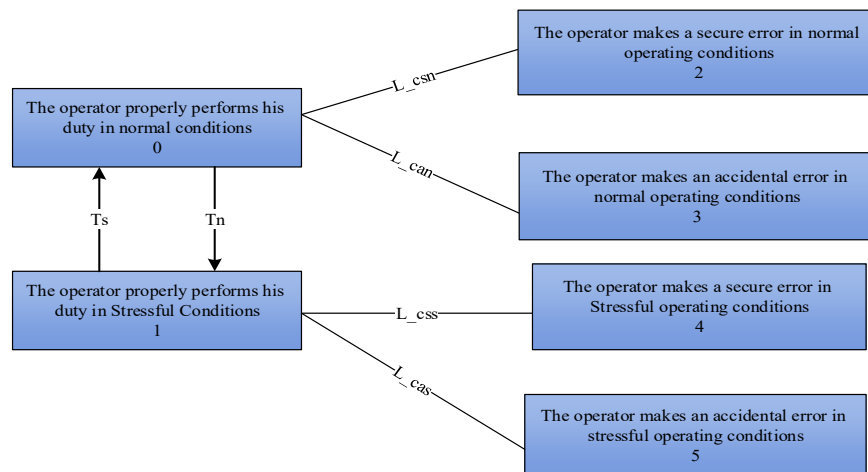 The operator makes a secure error in normal
operating conditions
2
L_csn
The operator properly performs his
duty in normal conditions
0
L_can
The operator makes an accidental error in
normal operating conditions
3
Ts
Tn
The operator properly performs his
duty in Stressful Conditions
1
L_css
The operator makes a secure error in
Stressful operating conditions
4
L_cas
The operator makes an accidental error in
stressful operating conditions
5